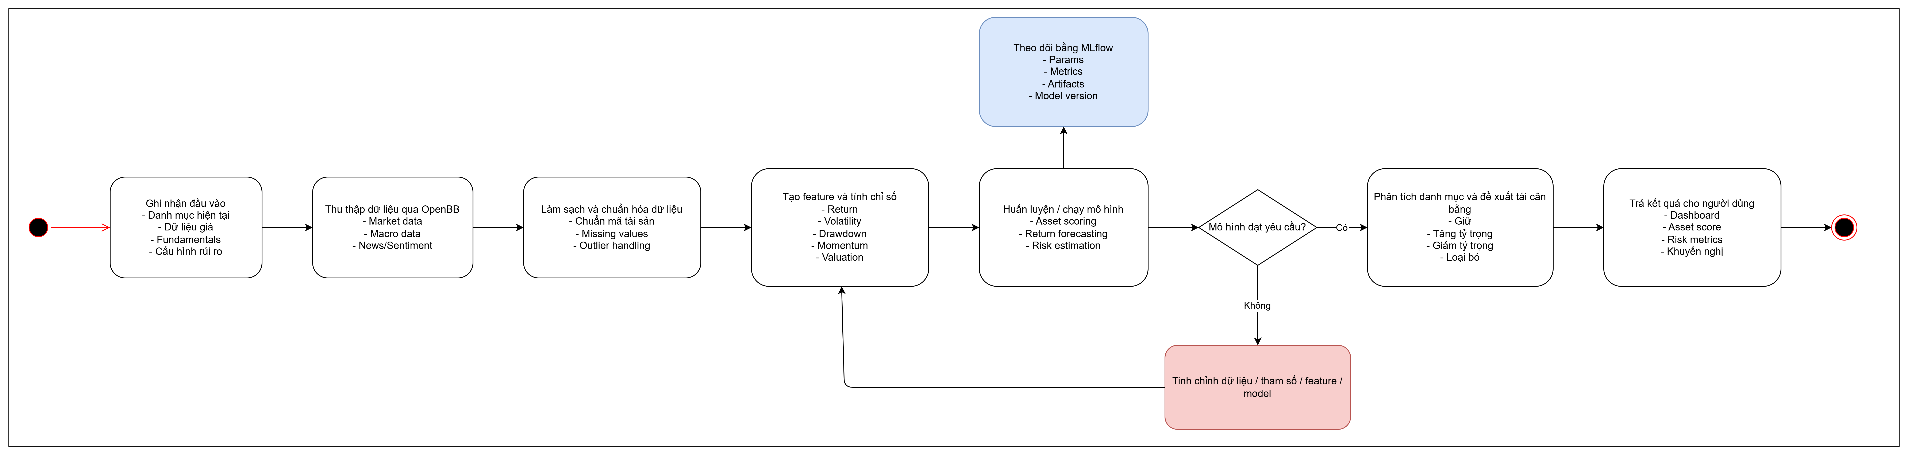 Theo dõi bằng MLflow
- Params
- Metrics
- Artifacts
- Model version
Ghi nhận đầu vào
- Danh mục hiện tại
- Dữ liệu giá
- Fundamentals
- Cấu hình rủi ro
Thu thập dữ liệu qua OpenBB
- Market data
- Macro data
- News/Sentiment
Làm sạch và chuẩn hóa dữ liệu
- Chuẩn mã tài sản
- Missing values
- Outlier handling
Tạo feature và tính chỉ số
- Return
- Volatility
- Drawdown
- Momentum
- Valuation
Huấn luyện / chạy mô hình
- Asset scoring
- Return forecasting
- Risk estimation
Mô hình đạt yêu cầu?
Có
Không
Phân tích danh mục và đề xuất tái cân
bằng
- Giữ
- Tăng tỷ trọng
- Giảm tỷ trọng
- Loại bỏ
Trả kết quả cho người dùng
- Dashboard
- Asset score
- Risk metrics
- Khuyến nghị
Tinh chỉnh dữ liệu / tham số / feature /
model